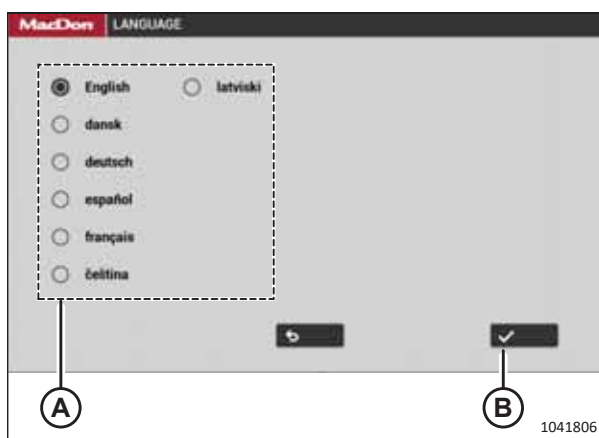 MacDon LANGUAGE
English latviski
dansk
deutsch
español
français
čeština
A B
1041806